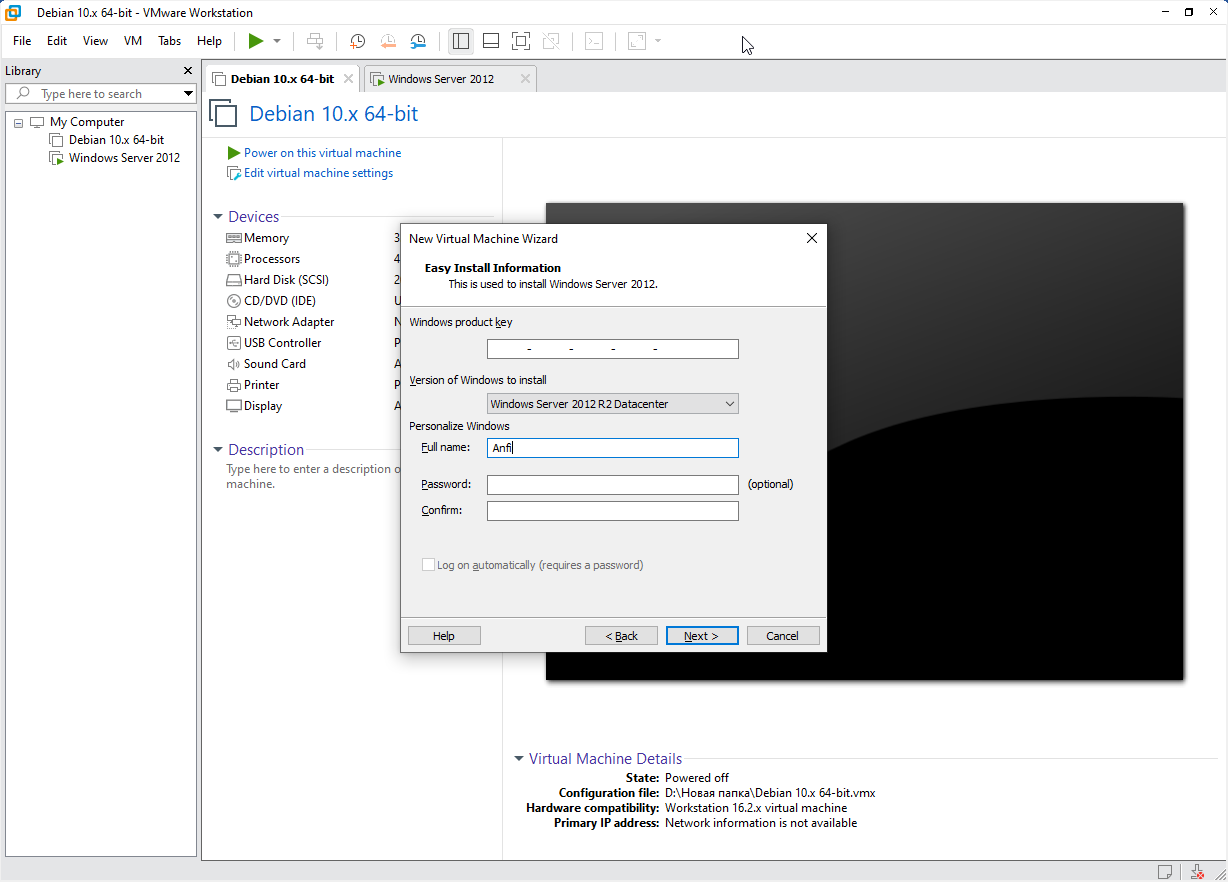 Debian 10.x 64-bit - VMware Workstation
File Edit View VM Tabs Help
Library
Type here to search
My Computer
Debian 10.x 64-bit
Windows Server 2012
Debian 10.x 64-bit
Windows Server 2012
Debian 10.x 64-bit
Power on this virtual machine
Edit virtual machine settings
Devices
Memory 3
Processors 4
Hard Disk (SCSI) 2
CD/DVD (IDE)
Network Adapter
USB Controller
Sound Card
Printer
Display
Description
Type here to enter a description o
machine.
New Virtual Machine Wizard
Easy Install Information
This is used to install Windows Server 2012.
Windows product key
- - - -
Version of Windows to install
Windows Server 2012 R2 Datacenter
Personalize Windows
Full name: Anfi
Password: (optional)
Confirm:
Log on automatically (requires a password)
Help < Back Next > Cancel
Virtual Machine Details
State: Powered off
Configuration file: D:\Новая папка\Debian 10.x 64-bit.vmx
Hardware compatibility: Workstation 16.2.x virtual machine
Primary IP address: Network information is not available